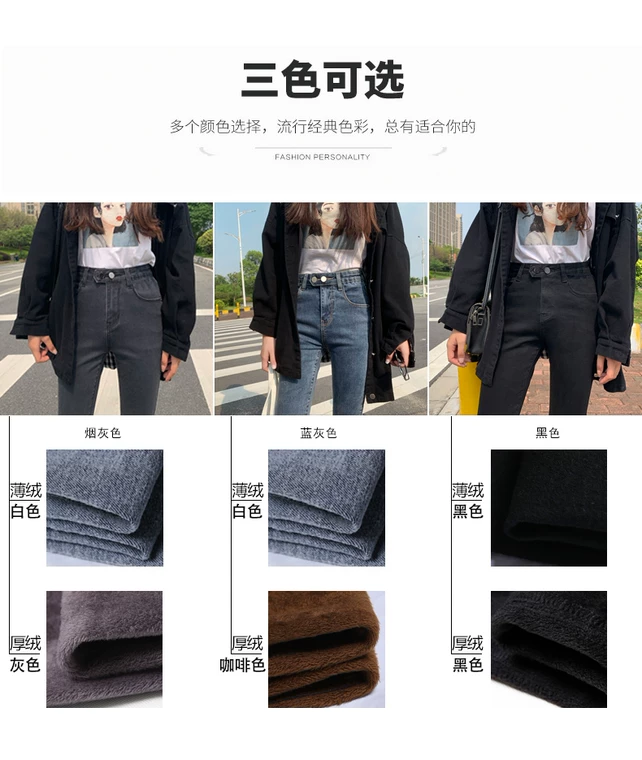 三色可选
多个颜色选择，流行经典色彩，总有适合你的
FASHION PERSONALITY
烟灰色
蓝灰色
黑色
薄绒
白色
薄绒
白色
薄绒
黑色
厚绒
灰色
厚绒
咖啡色
厚绒
黑色